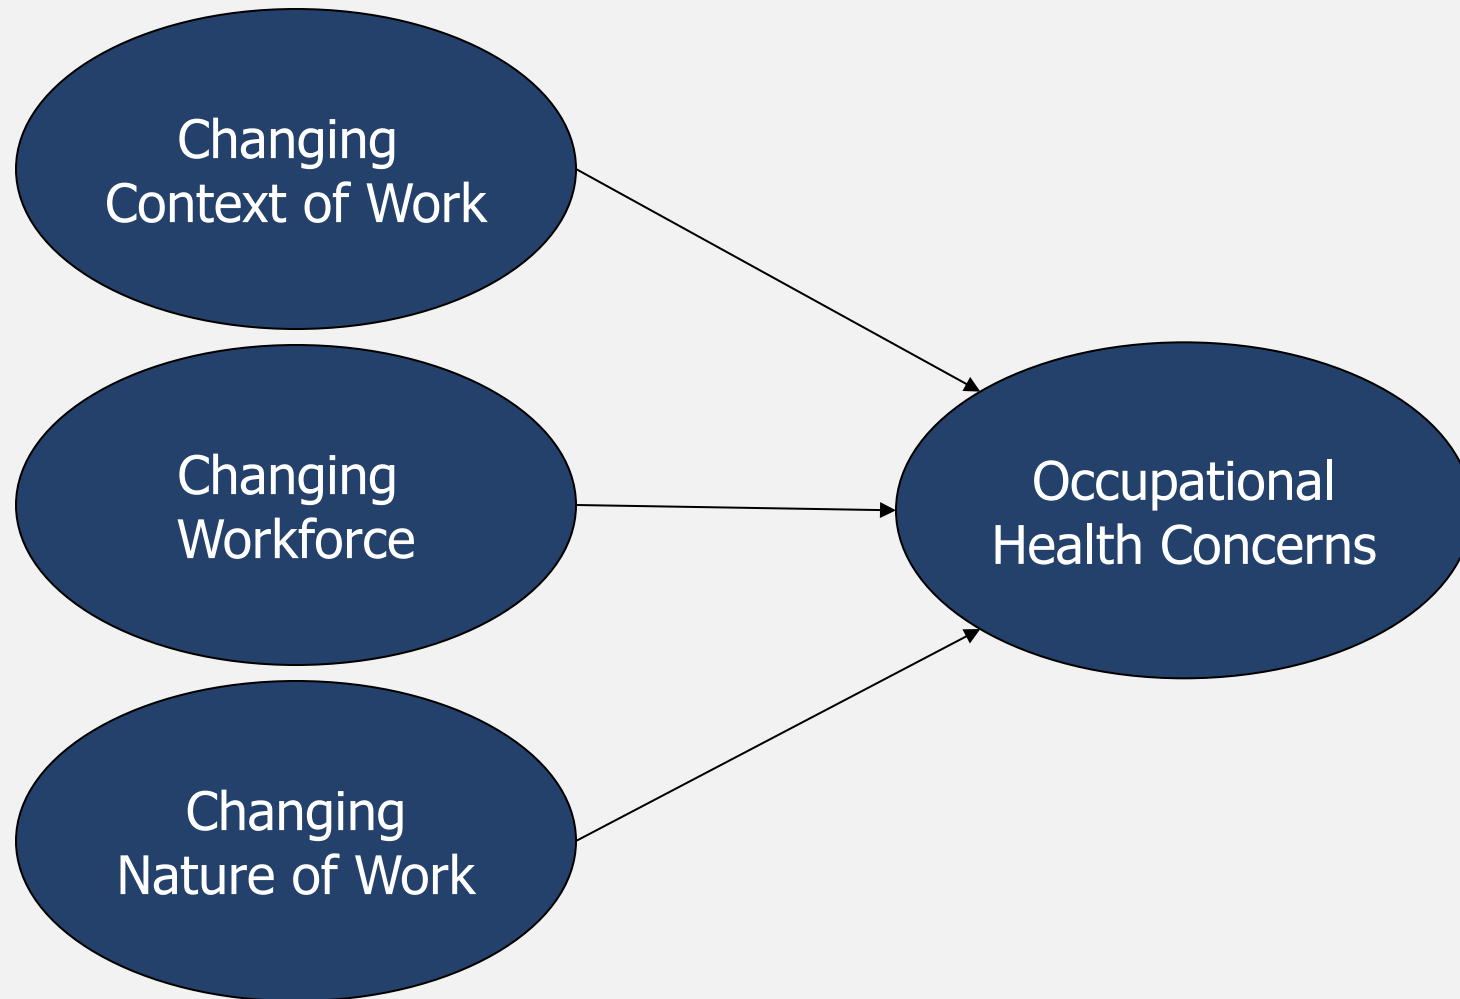 Changing
Context of Work
Changing
Workforce
Changing
Nature of Work
Occupational
Health Concerns